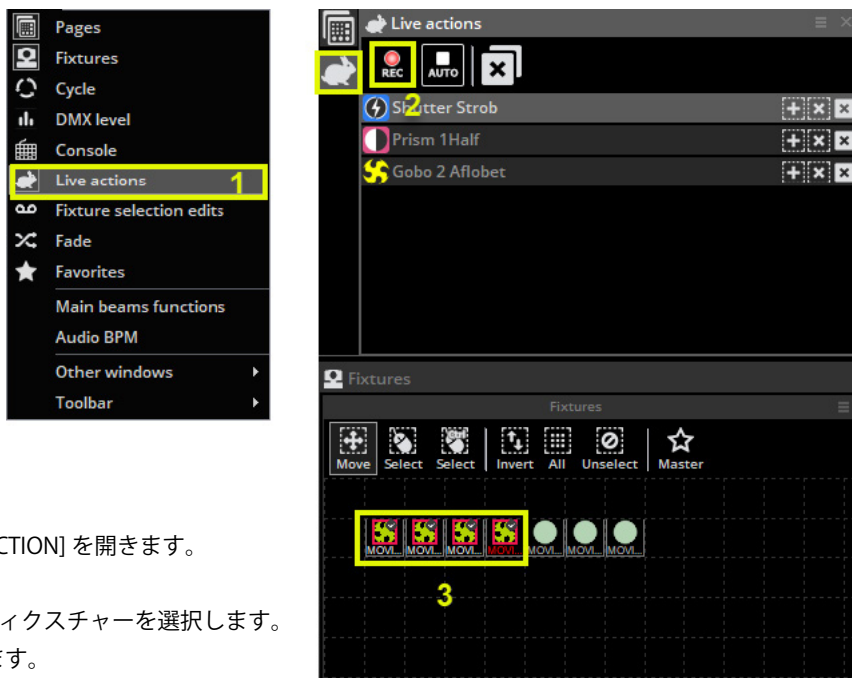 Pages
Fixtures
Cycle
DMX level
Console
Live actions
1
Fixture selection edits
Fade
Favorites
Main beams functions
Audio BPM
Other windows
Toolbar
Live actions
REC
AUTO
2
Shutter Strob
Prism 1Half
Gobo 2 Aflobet
Fixtures
Fixtures
Move Select Ctrl Select Invert All Unselect Master
MOVI... MOVI... MOVI... MOVI... MOVI... MOVI... MOVI...
3
CTION] を開きます。
ィクスチャーを選択します。
ます。